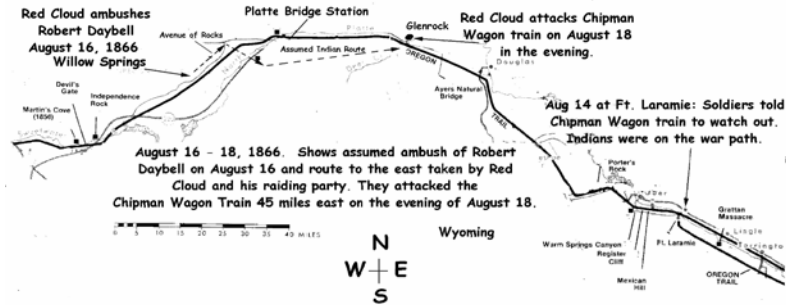 Red Cloud ambushes
Robert Daybell
August 16, 1866
Willow Springs
Platte Bridge Station
Avenue of Rocks
Assumed Indian Route
Platte
Glenrock
Red Cloud attacks Chipman
Wagon train on August 18
in the evening.
OREGON
Douglas
Devil's
Gate
Independence
Rock
Martin's Cove
(1856)
Ayers Natural
Bridge
TRAIL
Aug 14 at Ft. Laramie: Soldiers told
Chipman Wagon train to watch out.
Indians were on the war path.
August 16 - 18, 1866. Shows assumed ambush of Robert
Daybell on August 16 and route to the east taken by Red
Cloud and his raiding party. They attacked the
Chipman Wagon Train 45 miles east on the evening of August 18.
Porter's
Rock
Grattan
Massacre
Lingle
Torrington
Ft. Laramie
Warm Springs Canyon
Register
Cliff
Mexican
Hill
OREGON
TRAIL
0 5 10 15 20 25 30 35 40 MILES
Wyoming
N
W E
S